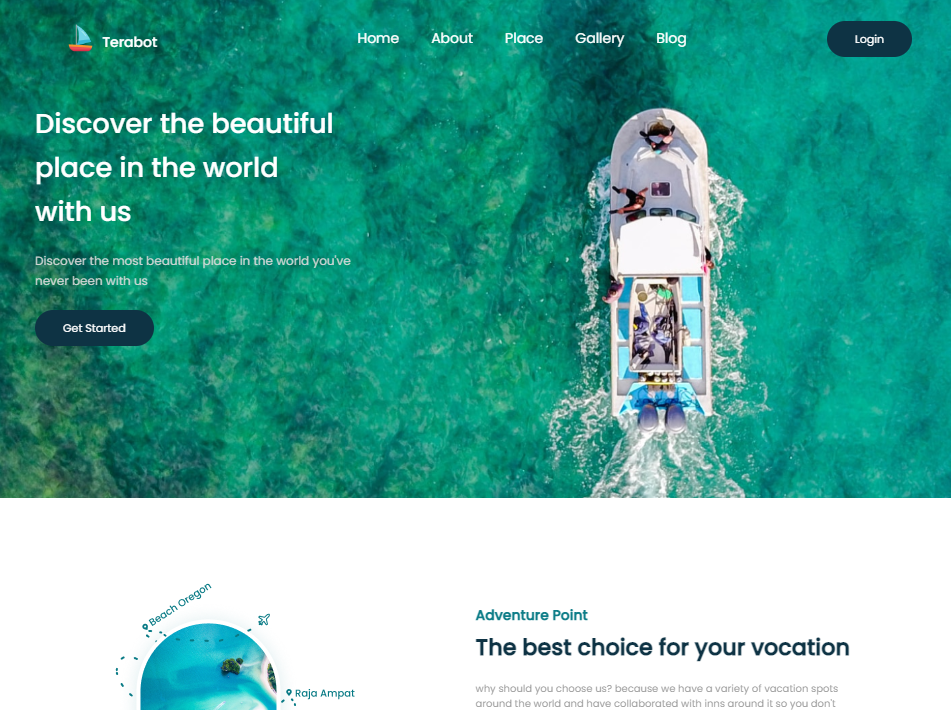 Terabot
Home About Place Gallery Blog
Login
Discover the beautiful
place in the world
with us
Discover the most beautiful place in the world you've
never been with us
Get Started
Beach Oregon
Raja Ampat
Adventure Point
The best choice for your vocation
why should you choose us? because we have a variety of vacation spots
around the world and have collaborated with inns around it so you don't